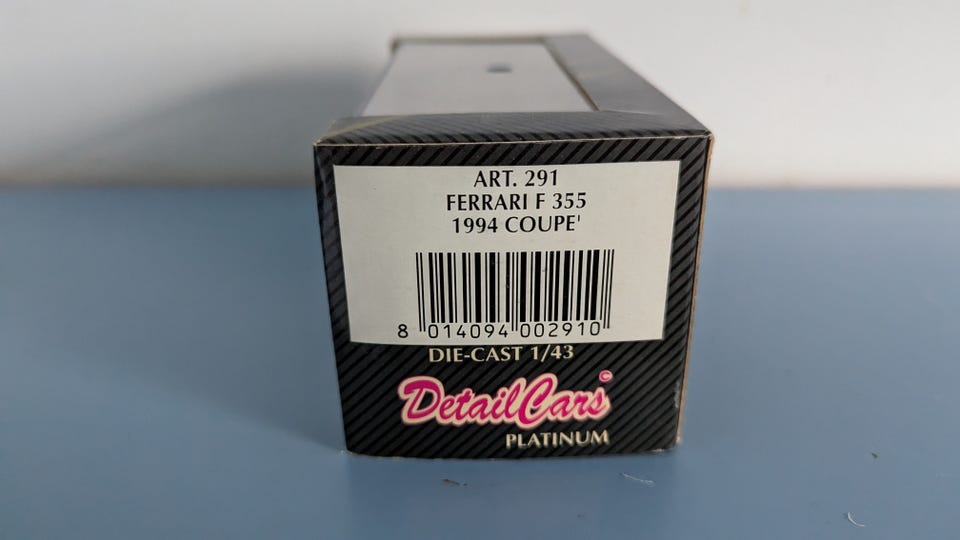 ART. 291
FERRARI F 355
1994 COUPE'
8 014094 002910
DIE-CAST 1/43
DetailCars©
PLATINUM